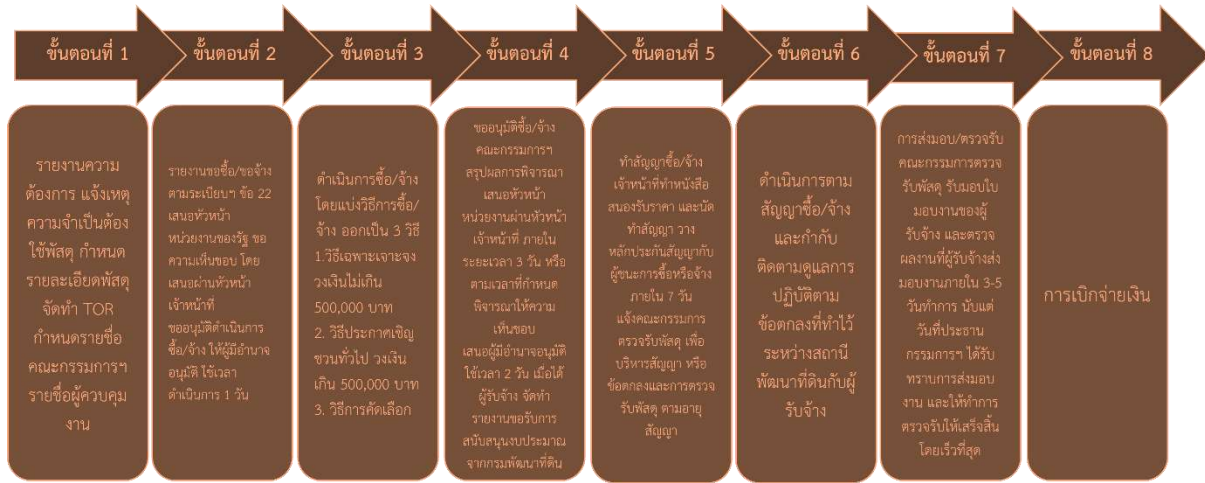 ขั้นตอนที่ 1
รายงานความ
ต้องการ แจ้งเหตุ
ความจำเป็นต้อง
ใช้พัสดุ กำหนด
รายละเอียดพัสดุ
จัดทำ TOR
กำหนดรายชื่อ
คณะกรรมการฯ
รายชื่อผู้ควบคุม
งาน
ขั้นตอนที่ 2
รายงานขอซื้อ/ขอจ้าง
ตามระเบียบฯ ข้อ 22
เสนอหัวหน้า
หน่วยงานของรัฐ ขอ
ความเห็นชอบ โดย
เสนอผ่านหัวหน้า
เจ้าหน้าที่
ขออนุมัติดำเนินการ
ซื้อ/จ้าง ให้ผู้มีอำนาจ
อนุมัติ ใช้เวลา
ดำเนินการ 1 วัน
ขั้นตอนที่ 3
ดำเนินการซื้อ/จ้าง
โดยแบ่งวิธีการซื้อ/
จ้าง ออกเป็น 3 วิธี
1.วิธีเฉพาะเจาะจง
วงเงินไม่เกิน
500,000 บาท
2. วิธีประกาศเชิญ
ชวนทั่วไป วงเงิน
เกิน 500,000 บาท
3. วิธีการคัดเลือก
ขั้นตอนที่ 4
ขออนุมัติซื้อ/จ้าง
คณะกรรมการฯ
สรุปผลการพิจารณา
เสนอหัวหน้า
หน่วยงานผ่านหัวหน้า
เจ้าหน้าที่ ภายใน
ระยะเวลา 3 วัน หรือ
ตามเวลาที่กำหนด
พิจารณาให้ความ
เห็นชอบ
เสนอผู้มีอำนาจอนุมัติ
ใช้เวลา 2 วัน เมื่อได้
ผู้รับจ้าง จัดทำ
รายงานขอรับการ
สนับสนุนงบประมาณ
จากกรมพัฒนาที่ดิน
ขั้นตอนที่ 5
ทำสัญญาซื้อ/จ้าง
เจ้าหน้าที่ทำหนังสือ
สนองรับราคา และนัด
ทำสัญญา วาง
หลักประกันสัญญากับ
ผู้ชนะการซื้อหรือจ้าง
ภายใน 7 วัน
แจ้งคณะกรรมการ
ตรวจรับพัสดุ เพื่อ
บริหารสัญญา หรือ
ข้อตกลงและการตรวจ
รับพัสดุ ตามอายุ
สัญญา
ขั้นตอนที่ 6
ดำเนินการตาม
สัญญาซื้อ/จ้าง
และกำกับ
ติดตามดูแลการ
ปฏิบัติตาม
ข้อตกลงที่ทำไว้
ระหว่างสถานี
พัฒนาที่ดินกับผู้
รับจ้าง
ขั้นตอนที่ 7
การส่งมอบ/ตรวจรับ
คณะกรรมการตรวจ
รับพัสดุ รับมอบใบ
มอบงานของผู้
รับจ้าง และตรวจ
ผลงานที่ผู้รับจ้างส่ง
มอบงานภายใน 3-5
วันทำการ นับแต่
วันที่ประธาน
กรรมการฯ ได้รับ
ทราบการส่งมอบ
งาน และให้ทำการ
ตรวจรับให้เสร็จสิ้น
โดยเร็วที่สุด
ขั้นตอนที่ 8
การเบิกจ่ายเงิน